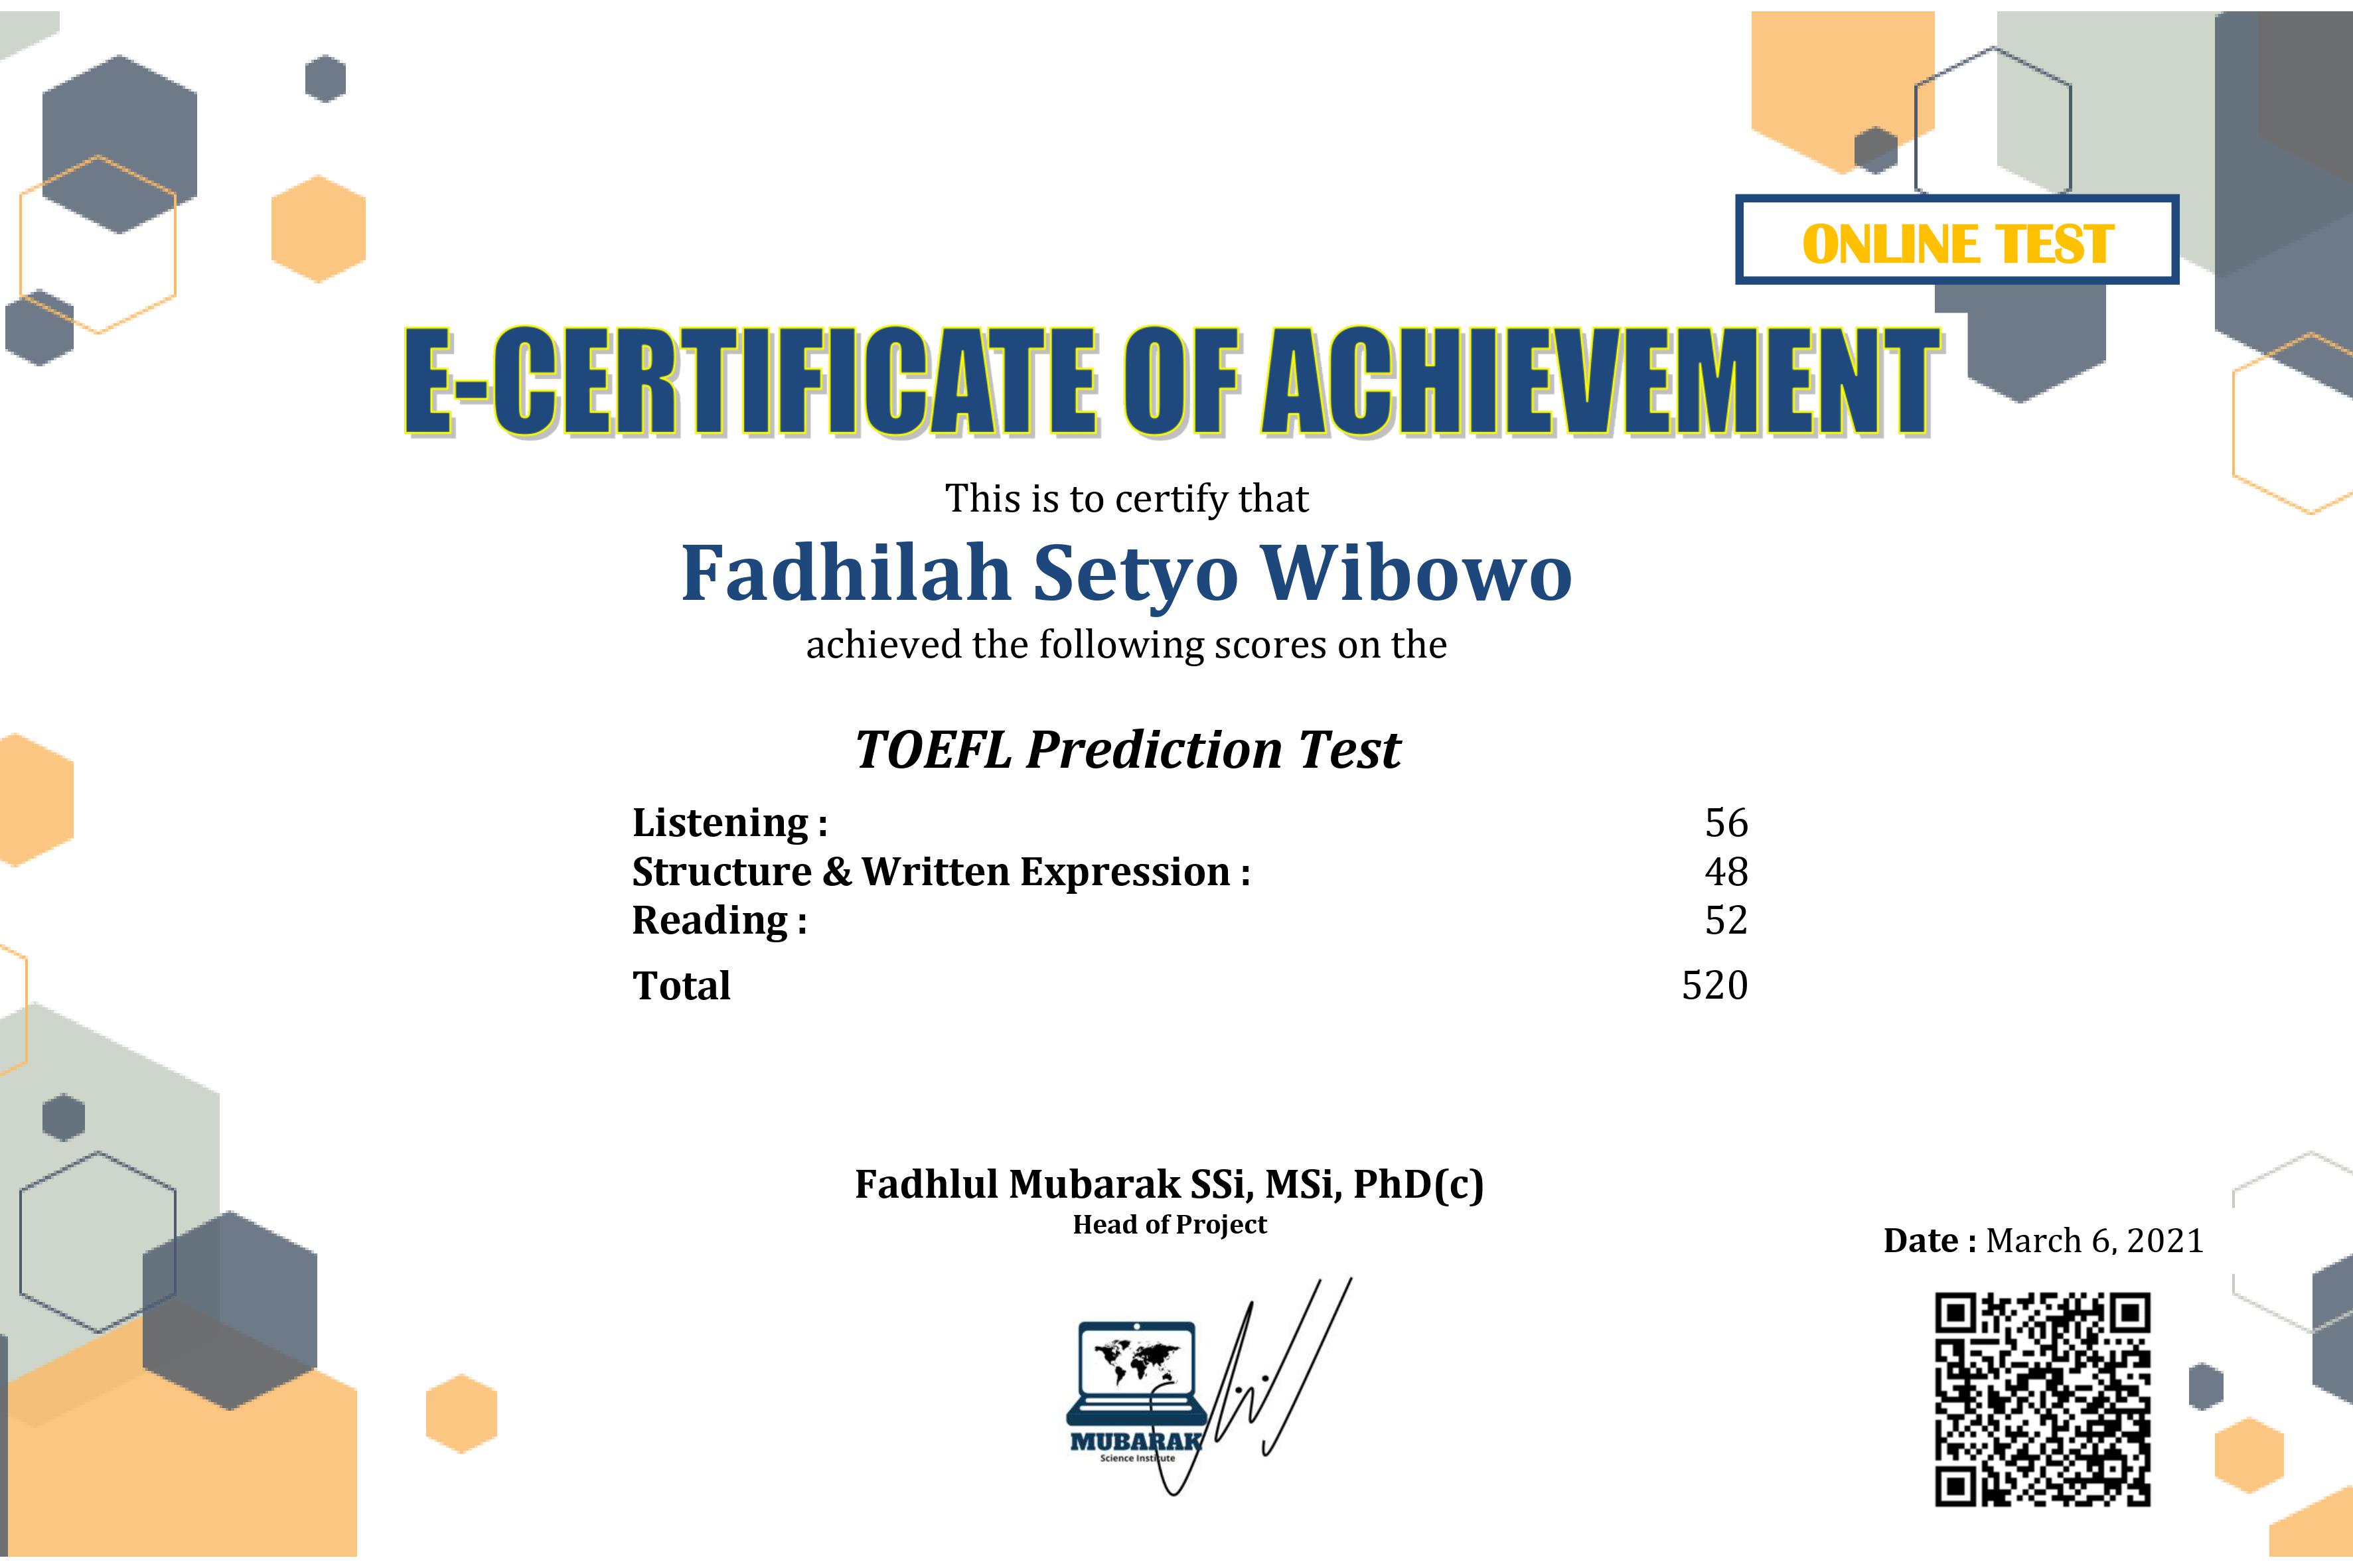 ONLINE TEST
E-CERTIFICATE OF ACHIEVEMENT
This is to certify that
Fadhilah Setyo Wibowo
achieved the following scores on the
TOEFL Prediction Test
Listening : 56
Structure & Written Expression : 48
Reading : 52
Total 520
Fadhlul Mubarak SSi, MSi, PhD(c)
Head of Project
Date : March 6, 2021
MUBARAK
Science Institute